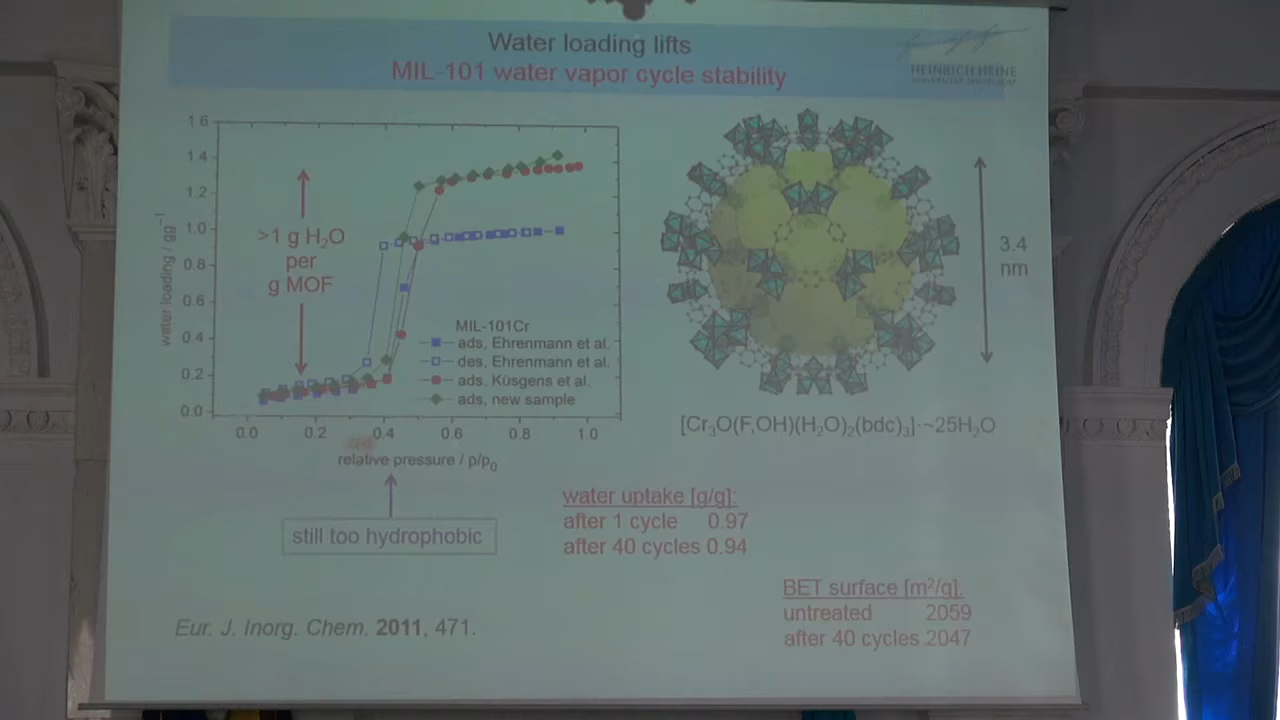 Water loading lifts
MIL-101 water vapor cycle stability
HEINRICH HEINE
1.6
1.4
1.2
1.0
0.8
0.6
0.4
0.2
0.0
water loading / gg⁻¹
>1 g H₂O
per
g MOF
MIL-101Cr
ads, Ehrenmann et al.
des, Ehrenmann et al.
ads, Küsgens et al.
ads, new sample
0.0 0.2 0.4 0.6 0.8 1.0
relative pressure / p/p₀
still too hydrophobic
3.4
nm
[Cr₃O(F,OH)(H₂O)₂(bdc)₃]·~25H₂O
water uptake [g/g]:
after 1 cycle 0.97
after 40 cycles 0.94
BET surface [m²/g].
untreated 2059
after 40 cycles 2047
Eur. J. Inorg. Chem. 2011, 471.